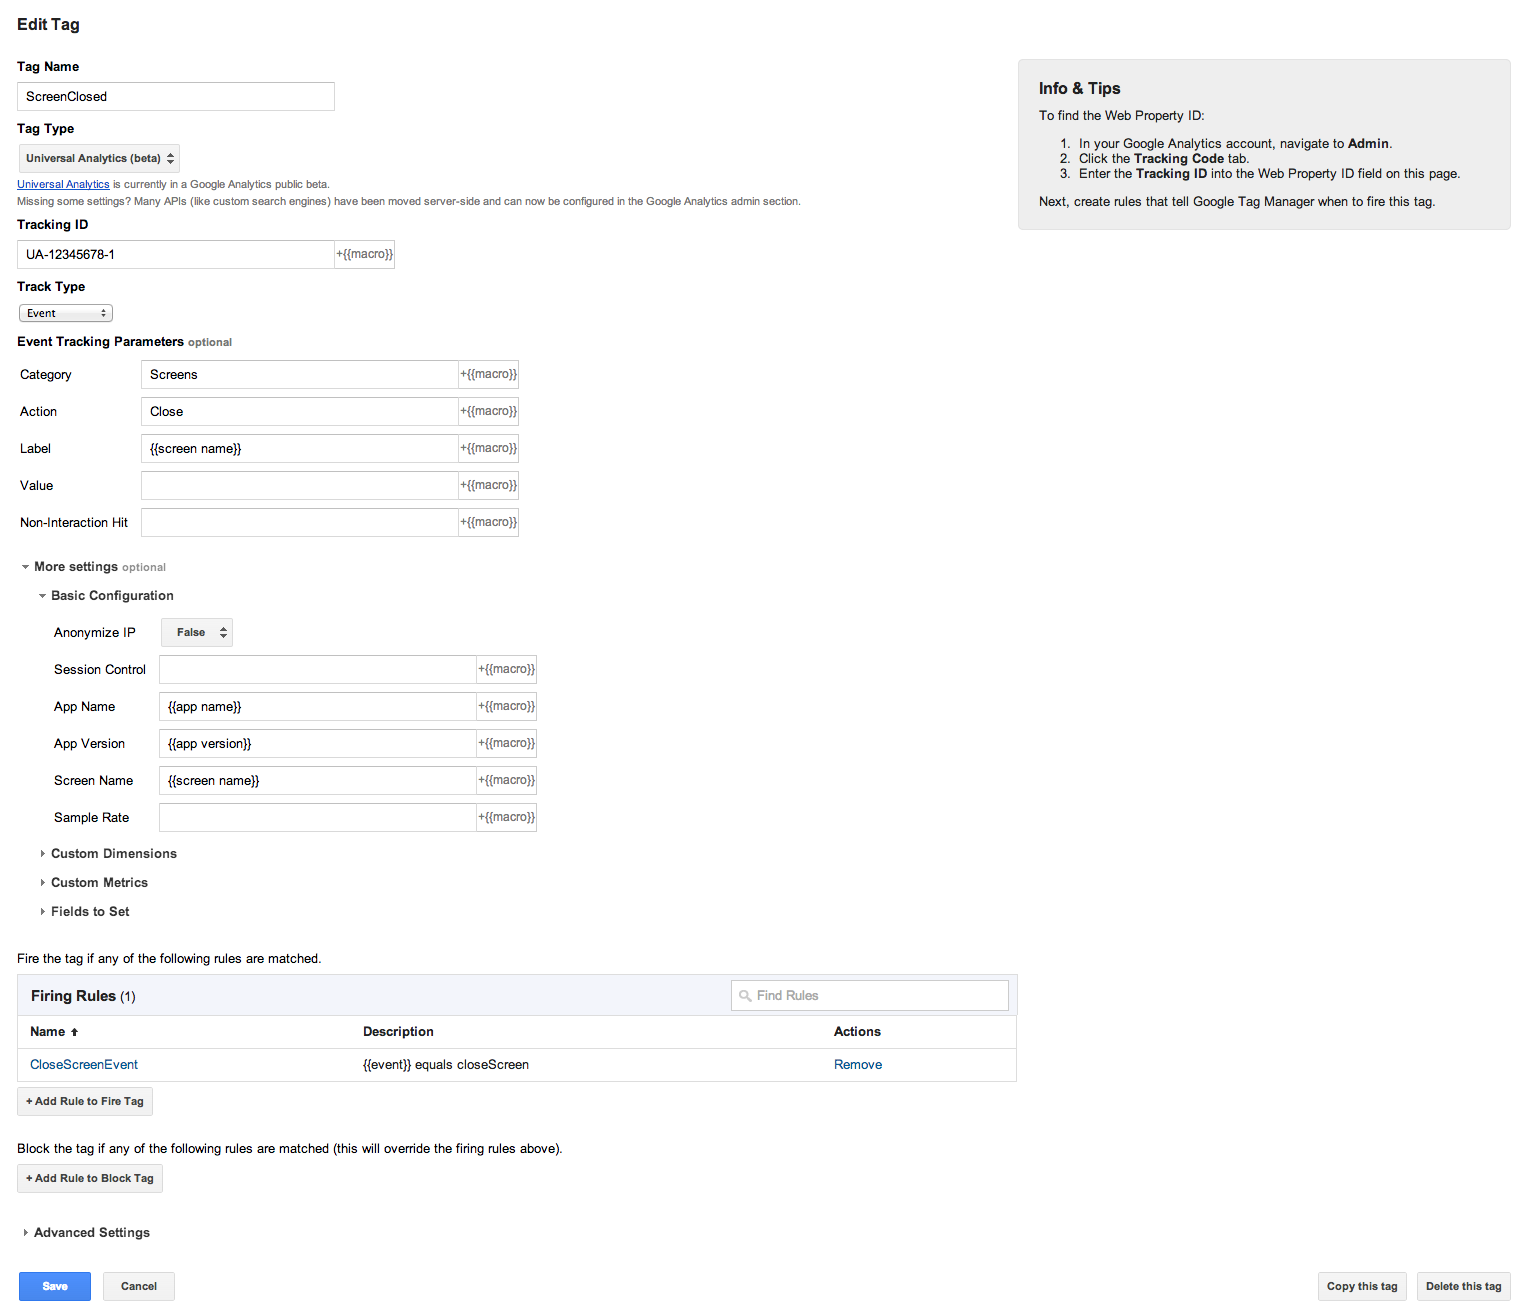 Edit Tag
Tag Name
ScreenClosed
Tag Type
Universal Analytics (beta)
Universal Analytics is currently in a Google Analytics public beta.
Missing some settings? Many APIs (like custom search engines) have been moved server-side and can now be configured in the Google Analytics admin section.
Tracking ID
UA-12345678-1 +{{macro}}
Track Type
Event
Event Tracking Parameters optional
Category Screens +{{macro}}
Action Close +{{macro}}
Label {{screen name}} +{{macro}}
Value +{{macro}}
Non-Interaction Hit +{{macro}}
More settings optional
Basic Configuration
Anonymize IP False
Session Control +{{macro}}
App Name {{app name}} +{{macro}}
App Version {{app version}} +{{macro}}
Screen Name {{screen name}} +{{macro}}
Sample Rate +{{macro}}
Custom Dimensions
Custom Metrics
Fields to Set
Fire the tag if any of the following rules are matched.
Firing Rules (1) Find Rules
Name Description Actions
CloseScreenEvent {{event}} equals closeScreen Remove
+ Add Rule to Fire Tag
Block the tag if any of the following rules are matched (this will override the firing rules above).
+ Add Rule to Block Tag
Advanced Settings
Save Cancel Copy this tag Delete this tag
Info & Tips
To find the Web Property ID:
1. In your Google Analytics account, navigate to Admin.
2. Click the Tracking Code tab.
3. Enter the Tracking ID into the Web Property ID field on this page.
Next, create rules that tell Google Tag Manager when to fire this tag.